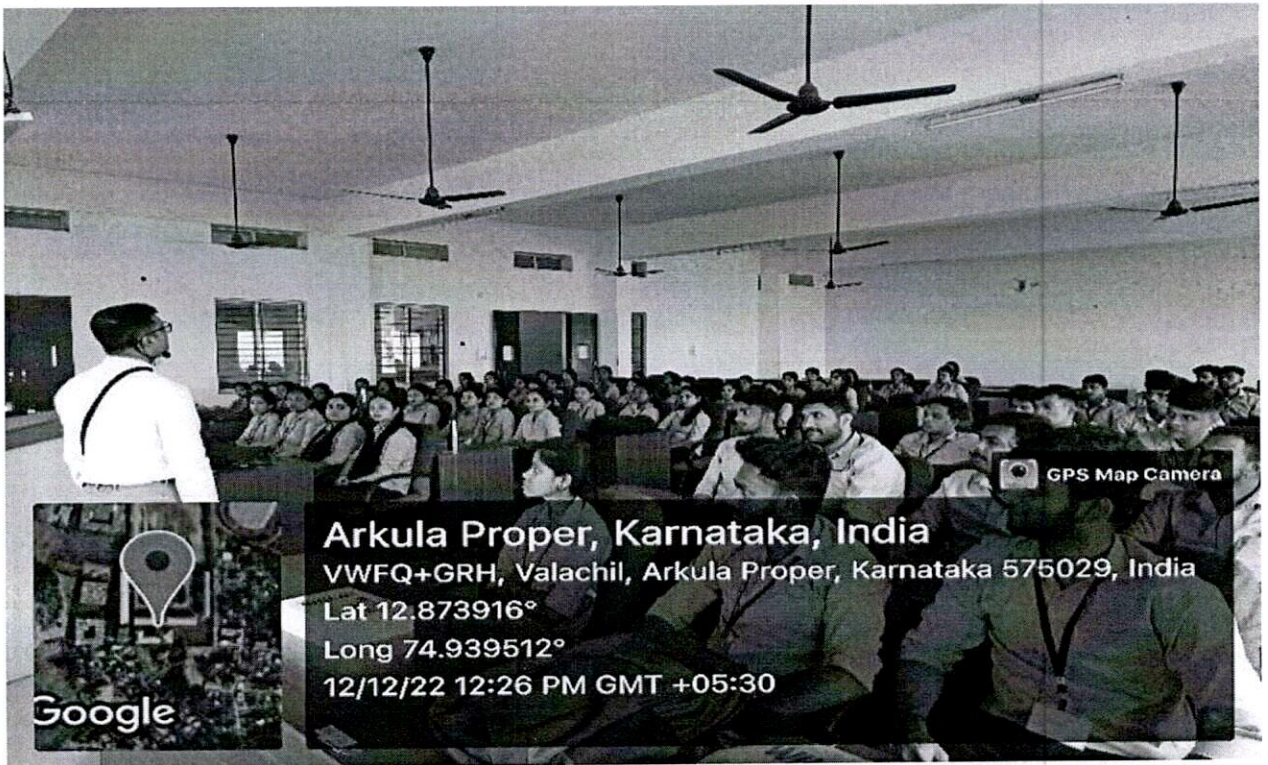 GPS Map Camera
Arkula Proper, Karnataka, India
VWFQ+GRH, Valachil, Arkula Proper, Karnataka 575029, India
Lat 12.873916°
Long 74.939512°
12/12/22 12:26 PM GMT +05:30
Google